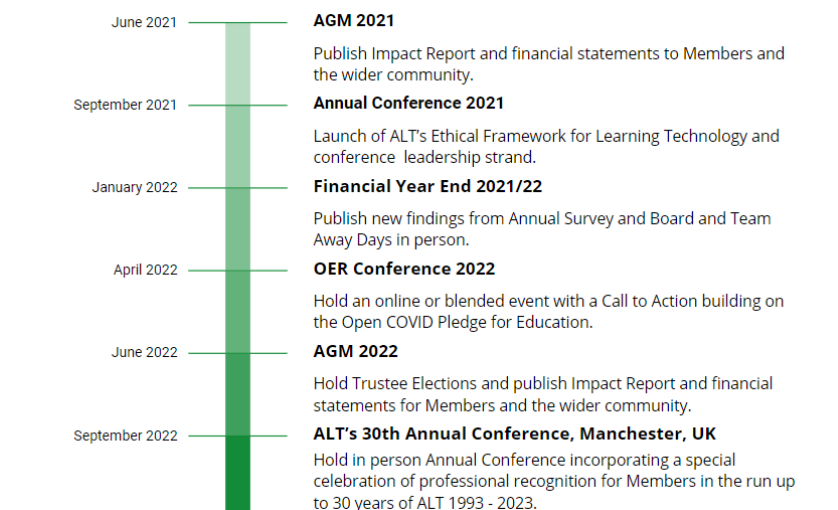 June 2021
AGM 2021
Publish Impact Report and financial statements to Members and
the wider community.
September 2021
Annual Conference 2021
Launch of ALT's Ethical Framework for Learning Technology and
conference  leadership strand.
January 2022
Financial Year End 2021/22
Publish new findings from Annual Survey and Board and Team
Away Days in person.
April 2022
OER Conference 2022
Hold an online or blended event with a Call to Action building on
the Open COVID Pledge for Education.
June 2022
AGM 2022
Hold Trustee Elections and publish Impact Report and financial
statements for Members and the wider community.
September 2022
ALT's 30th Annual Conference, Manchester, UK
Hold in person Annual Conference incorporating a special
celebration of professional recognition for Members in the run up
to 30 years of ALT 1993 - 2023.